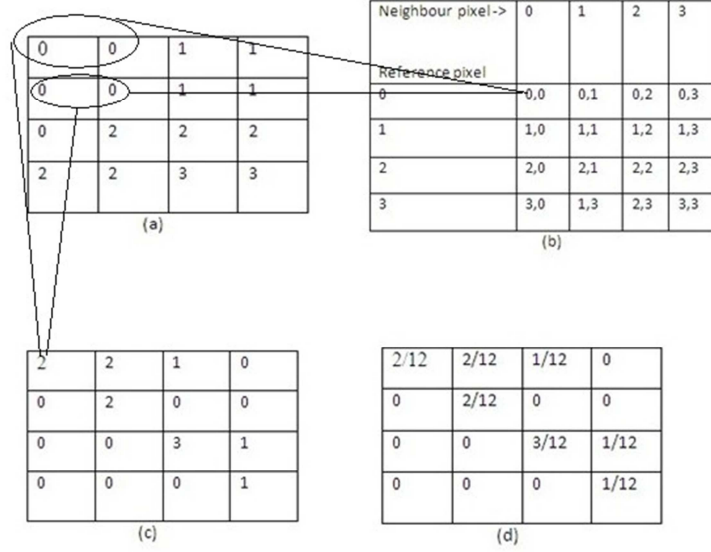 0 0 1 1
0 0 1 1
0 2 2 2
2 2 3 3
(a)
Neighbour pixel-> 0 1 2 3
Reference pixel
0 0,0 0,1 0,2 0,3
1 1,0 1,1 1,2 1,3
2 2,0 2,1 2,2 2,3
3 3,0 1,3 2,3 3,3
(b)
2 2 1 0
0 2 0 0
0 0 3 1
0 0 0 1
(c)
2/12 2/12 1/12 0
0 2/12 0 0
0 0 3/12 1/12
0 0 0 1/12
(d)